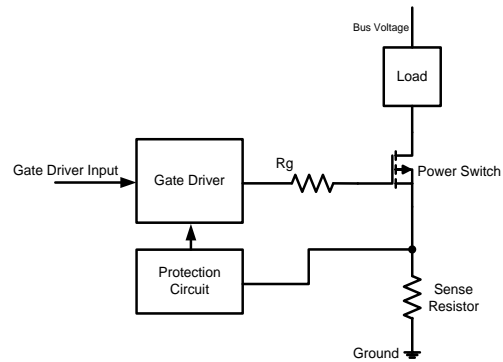 Bus Voltage
Load
Rg
Power Switch
Gate Driver Input
Gate Driver
Protection
Circuit
Sense
Resistor
Ground